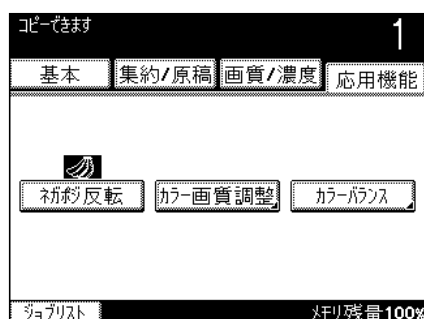 コピーできます 1
基本 集約/原稿 画質/濃度 応用機能
ネガポジ反転 カラー画質調整 カラーバランス
ジョブリスト メモリ残量100%